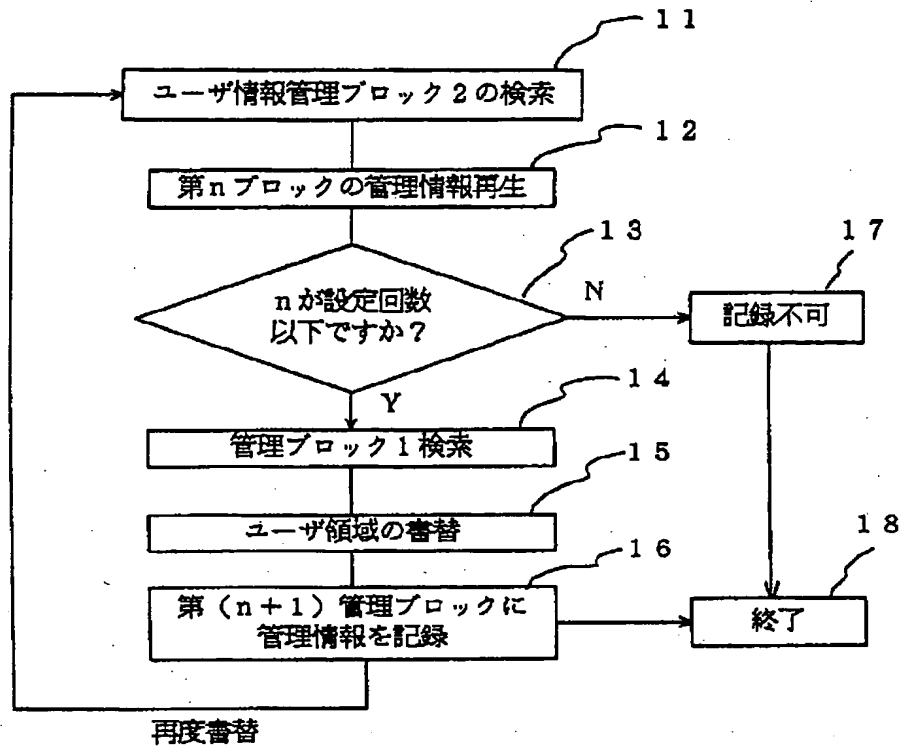 11
ユーザ情報管理ブロック2の検索
12
第nブロックの管理情報再生
13
nが設定回数
以下ですか？
N
17
記録不可
Y
14
管理ブロック1検索
15
ユーザ領域の書替
16
第（n＋1）管理ブロックに
管理情報を記録
18
終了
再度書替